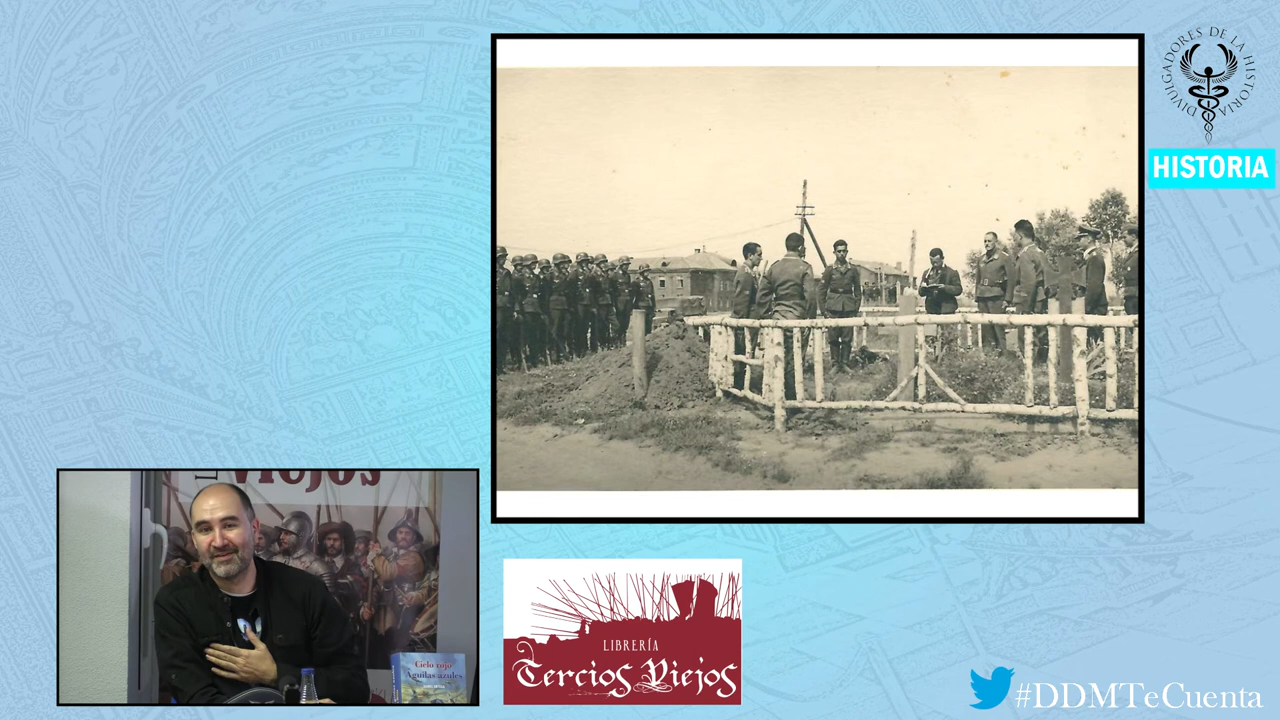 DIVULGADORES DE LA HISTORIA
HISTORIA
VIEJOS
Cielo rojo
Águilas azules
LIBRERÍA
Tercios Viejos
#DDMTeCuenta